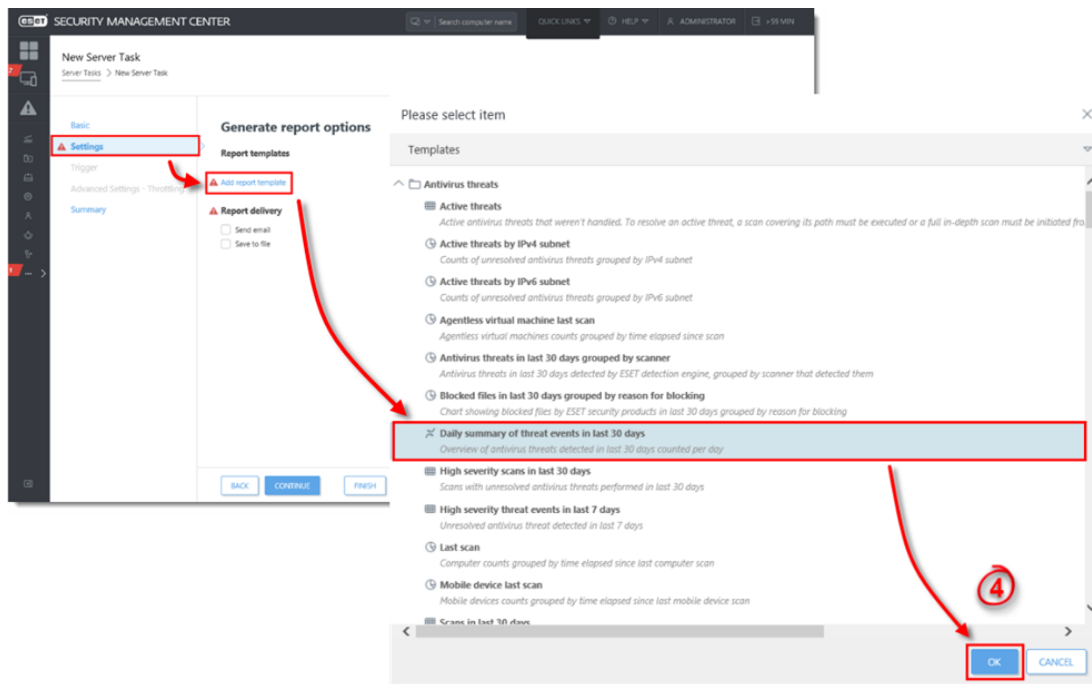 eset SECURITY MANAGEMENT CENTER
Search computer name
QUICK LINKS
HELP
ADMINISTRATOR
>59 MIN
New Server Task
Server Tasks > New Server Task
2
1
Basic
Settings
Trigger
Advanced Settings - Throttling
Summary
Generate report options
Report templates
Add report template
Report delivery
Send email
Save to file
BACK
CONTINUE
FINISH
Please select item
Templates
Antivirus threats
Active threats
Active antivirus threats that weren't handled. To resolve an active threat, a scan covering its path must be executed or a full in-depth scan must be initiated fro
Active threats by IPv4 subnet
Counts of unresolved antivirus threats grouped by IPv4 subnet
Active threats by IPv6 subnet
Counts of unresolved antivirus threats grouped by IPv6 subnet
Agentless virtual machine last scan
Agentless virtual machines counts grouped by time elapsed since scan
Antivirus threats in last 30 days grouped by scanner
Antivirus threats in last 30 days detected by ESET detection engine, grouped by scanner that detected them
Blocked files in last 30 days grouped by reason for blocking
Chart showing blocked files by ESET security products in last 30 days grouped by reason for blocking
Daily summary of threat events in last 30 days
Overview of antivirus threats detected in last 30 days counted per day
High severity scans in last 30 days
Scans with unresolved antivirus threats performed in last 30 days
High severity threat events in last 7 days
Unresolved antivirus threat detected in last 7 days
Last scan
Computer counts grouped by time elapsed since last computer scan
Mobile device last scan
Mobile devices counts grouped by time elapsed since last mobile device scan
Scans in last 30 days
4
OK
CANCEL